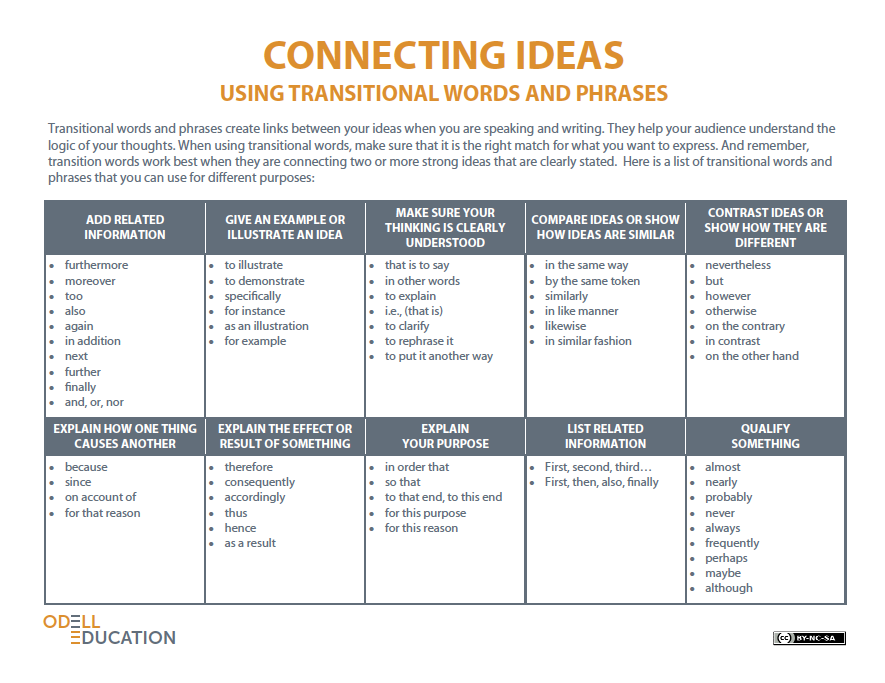 CONNECTING IDEAS
USING TRANSITIONAL WORDS AND PHRASES
Transitional words and phrases create links between your ideas when you are speaking and writing. They help your audience understand the
logic of your thoughts. When using transitional words, make sure that it is the right match for what you want to express. And remember,
transition words work best when they are connecting two or more strong ideas that are clearly stated.  Here is a list of transitional words and
phrases that you can use for different purposes:
ADD RELATED
INFORMATION
• furthermore
• moreover
• too
• also
• again
• in addition
• next
• further
• finally
• and, or, nor
GIVE AN EXAMPLE OR
ILLUSTRATE AN IDEA
• to illustrate
• to demonstrate
• specifically
• for instance
• as an illustration
• for example
MAKE SURE YOUR
THINKING IS CLEARLY
UNDERSTOOD
• that is to say
• in other words
• to explain
• i.e., (that is)
• to clarify
• to rephrase it
• to put it another way
COMPARE IDEAS OR SHOW
HOW IDEAS ARE SIMILAR
• in the same way
• by the same token
• similarly
• in like manner
• likewise
• in similar fashion
CONTRAST IDEAS OR
SHOW HOW THEY ARE
DIFFERENT
• nevertheless
• but
• however
• otherwise
• on the contrary
• in contrast
• on the other hand
EXPLAIN HOW ONE THING
CAUSES ANOTHER
• because
• since
• on account of
• for that reason
EXPLAIN THE EFFECT OR
RESULT OF SOMETHING
• therefore
• consequently
• accordingly
• thus
• hence
• as a result
EXPLAIN
YOUR PURPOSE
• in order that
• so that
• to that end, to this end
• for this purpose
• for this reason
LIST RELATED
INFORMATION
• First, second, third…
• First, then, also, finally
QUALIFY
SOMETHING
• almost
• nearly
• probably
• never
• always
• frequently
• perhaps
• maybe
• although
ODELL
EDUCATION
cc BY-NC-SA